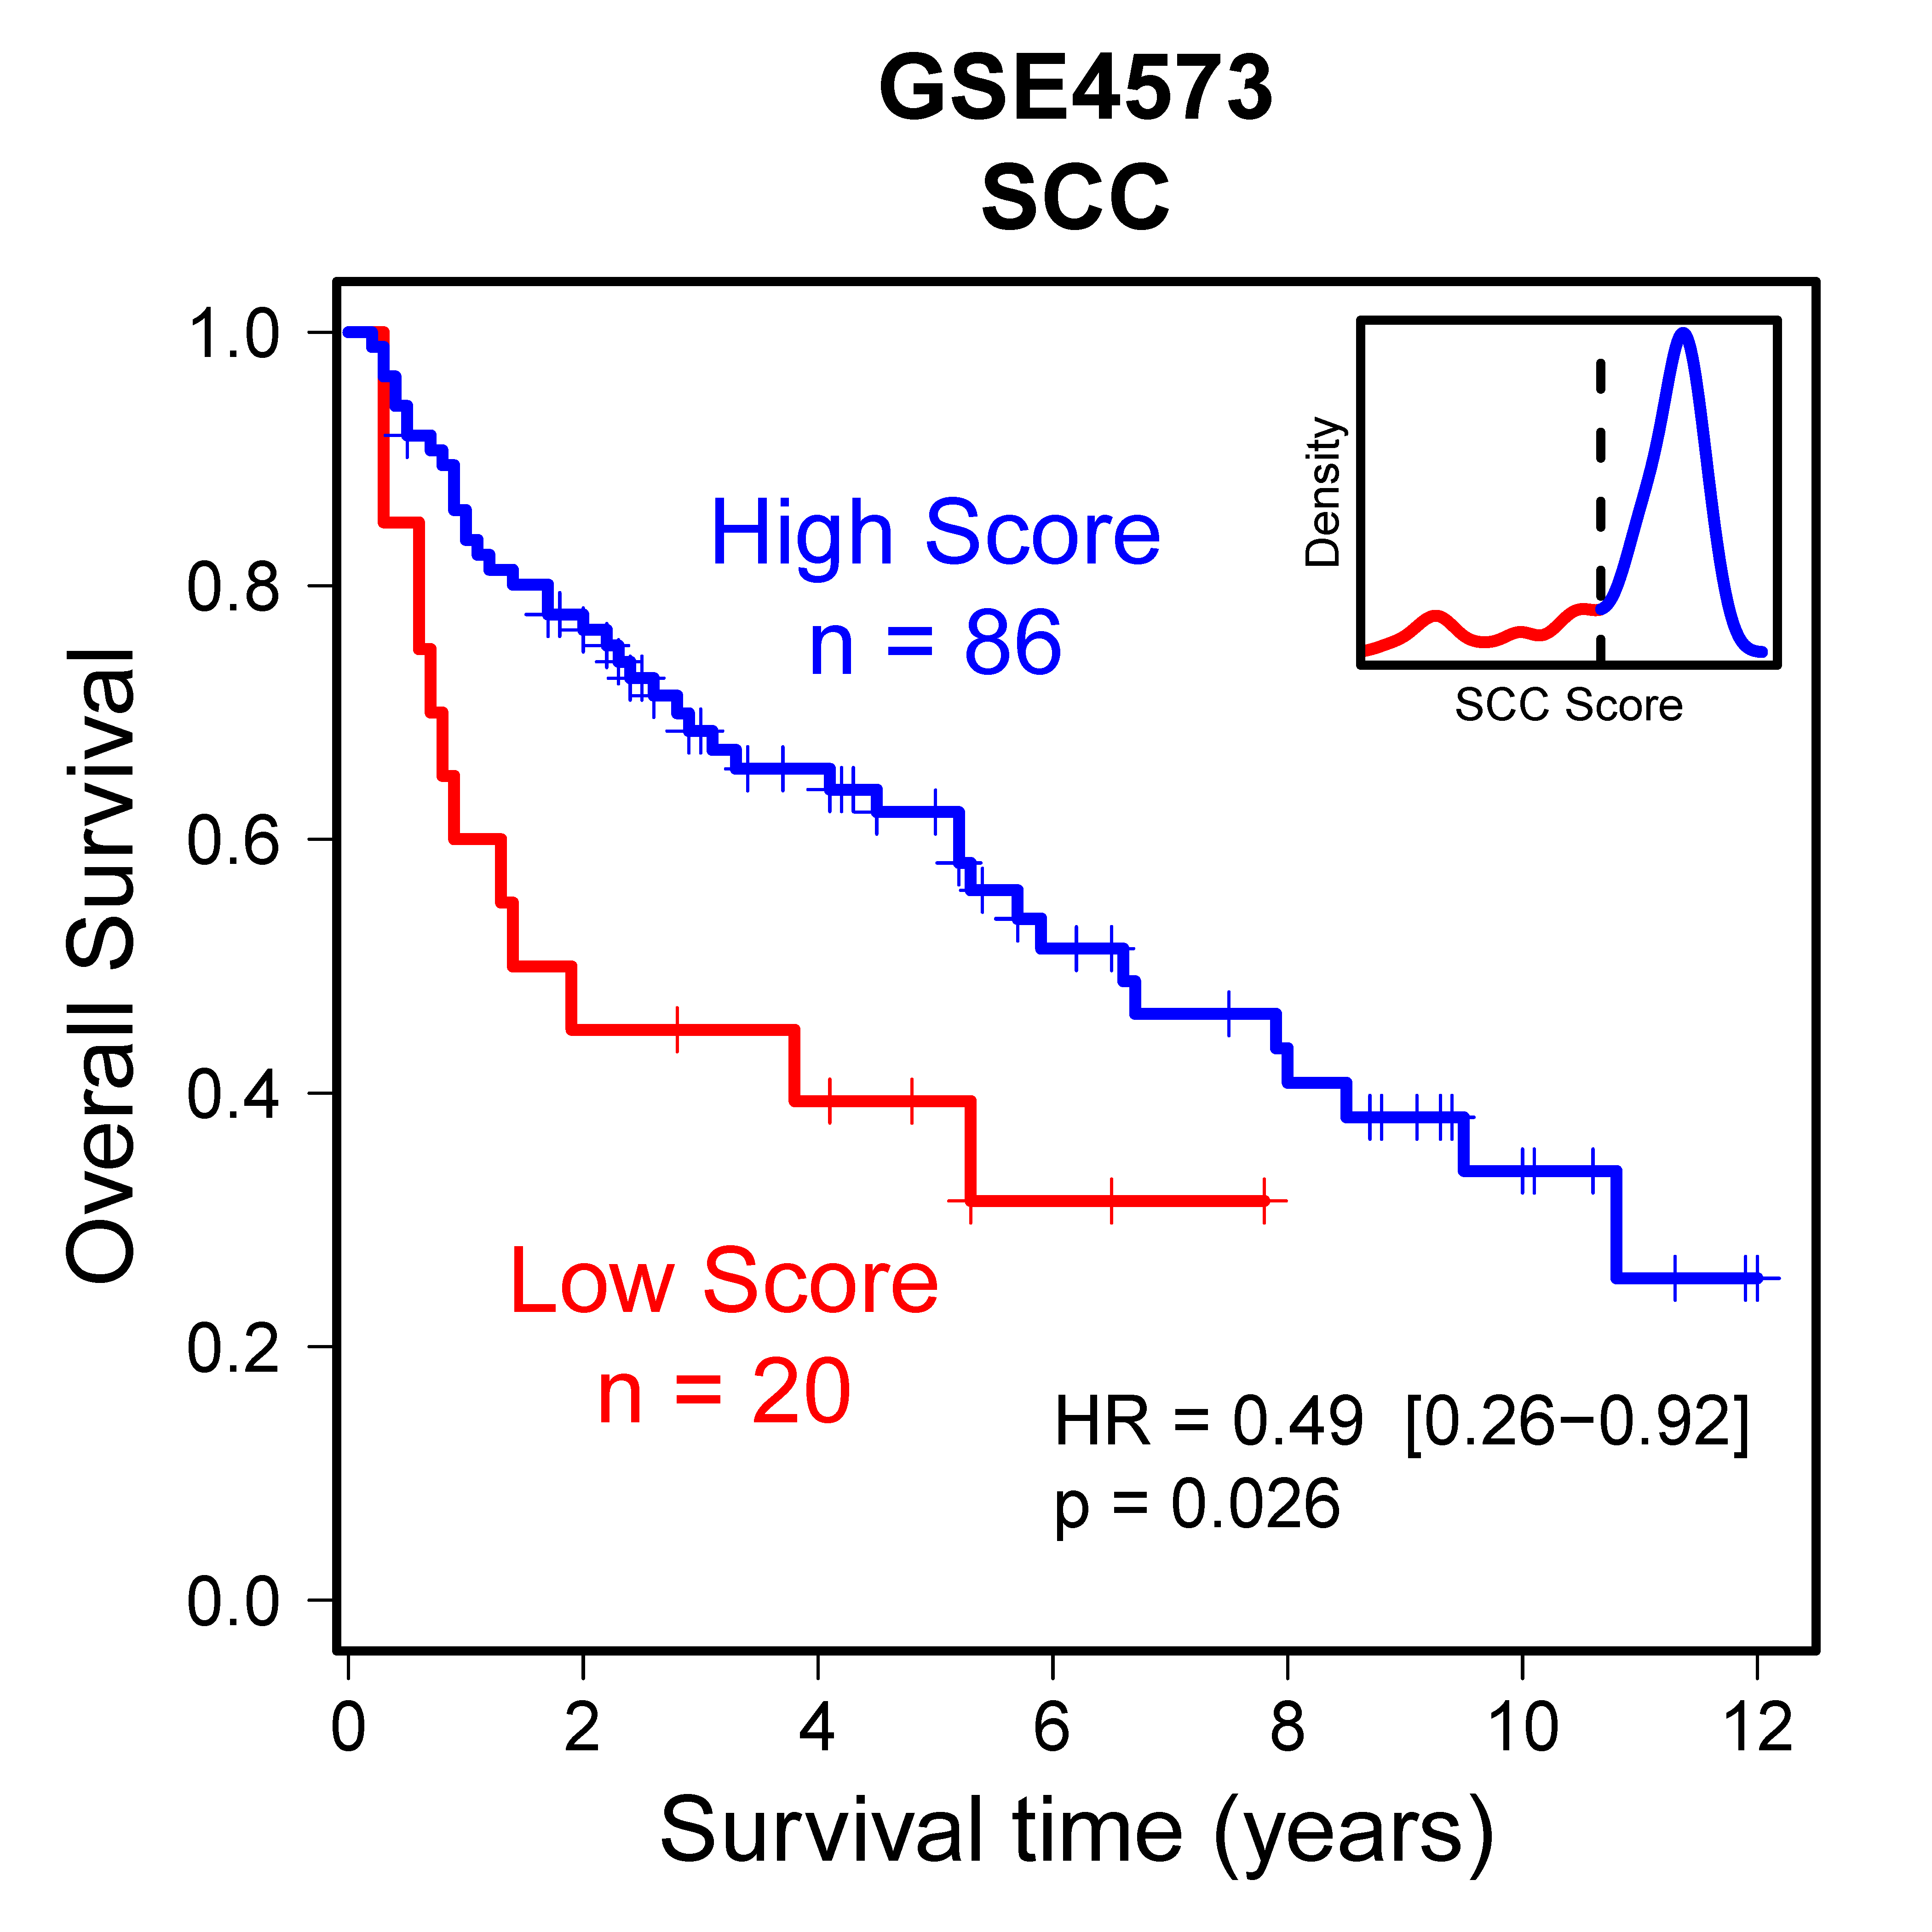 GSE4573
SCC
1.0
0.8
0.6
0.4
0.2
0.0
Overall Survival
High Score
n = 86
Density
SCC Score
Low Score
n = 20
HR = 0.49 [0.26−0.92]
p = 0.026
0 2 4 6 8 10 12
Survival time (years)